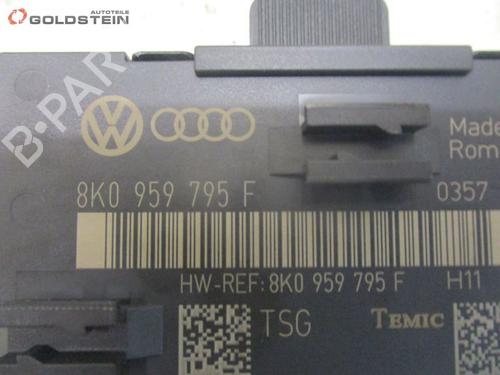 AUTOTEILE
GOLDSTEIN
B-PAR
Made
Rom
8K0 959 795 F
0357
HW-REF:8K0 959 795 F H11
TSG
TEMIC